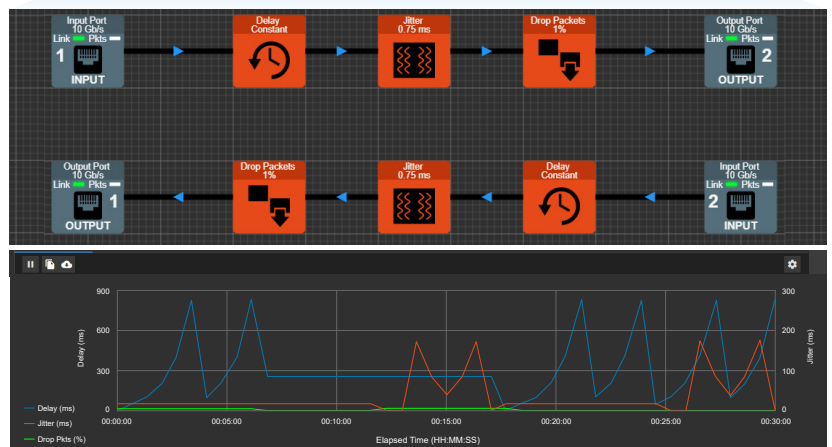 Input Port
10 Gb/s
Link Pkts
1
INPUT
Delay
Constant
Jitter
0.75 ms
Drop Packets
1%
Output Port
10 Gb/s
Link Pkts
2
OUTPUT
Output Port
10 Gb/s
Link Pkts
1
OUTPUT
Drop Packets
1%
Jitter
0.75 ms
Delay
Constant
Input Port
10 Gb/s
Link Pkts
2
INPUT
900
600
300
0
Delay (ms)
300
200
100
0
Jitter (ms)
00:00:00 00:05:00 00:10:00 00:15:00 00:20:00 00:25:00 00:30:00
Elapsed Time (HH:MM:SS)
Delay (ms)
Jitter (ms)
Drop Pkts (%)